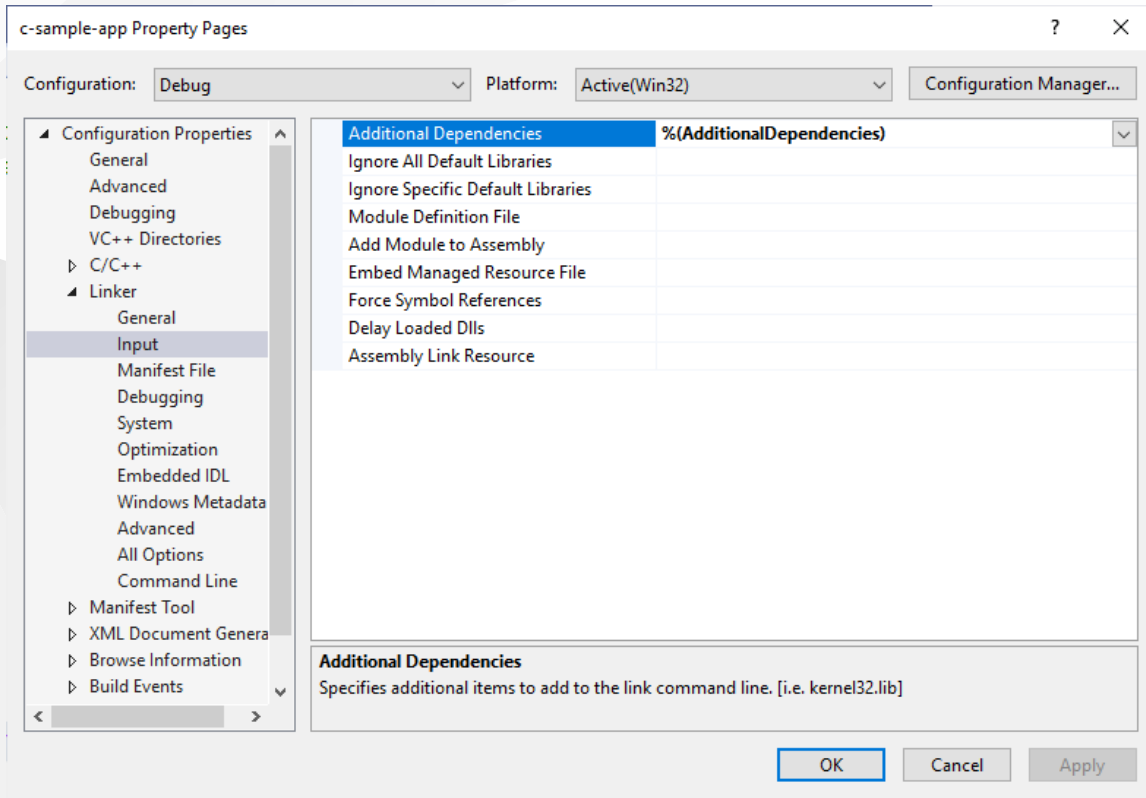 c-sample-app Property Pages
Configuration: Debug Platform: Active(Win32) Configuration Manager...
Configuration Properties
General
Advanced
Debugging
VC++ Directories
C/C++
Linker
General
Input
Manifest File
Debugging
System
Optimization
Embedded IDL
Windows Metadata
Advanced
All Options
Command Line
Manifest Tool
XML Document Genera
Browse Information
Build Events
Additional Dependencies %(AdditionalDependencies)
Ignore All Default Libraries
Ignore Specific Default Libraries
Module Definition File
Add Module to Assembly
Embed Managed Resource File
Force Symbol References
Delay Loaded Dlls
Assembly Link Resource
Additional Dependencies
Specifies additional items to add to the link command line. [i.e. kernel32.lib]
OK Cancel Apply